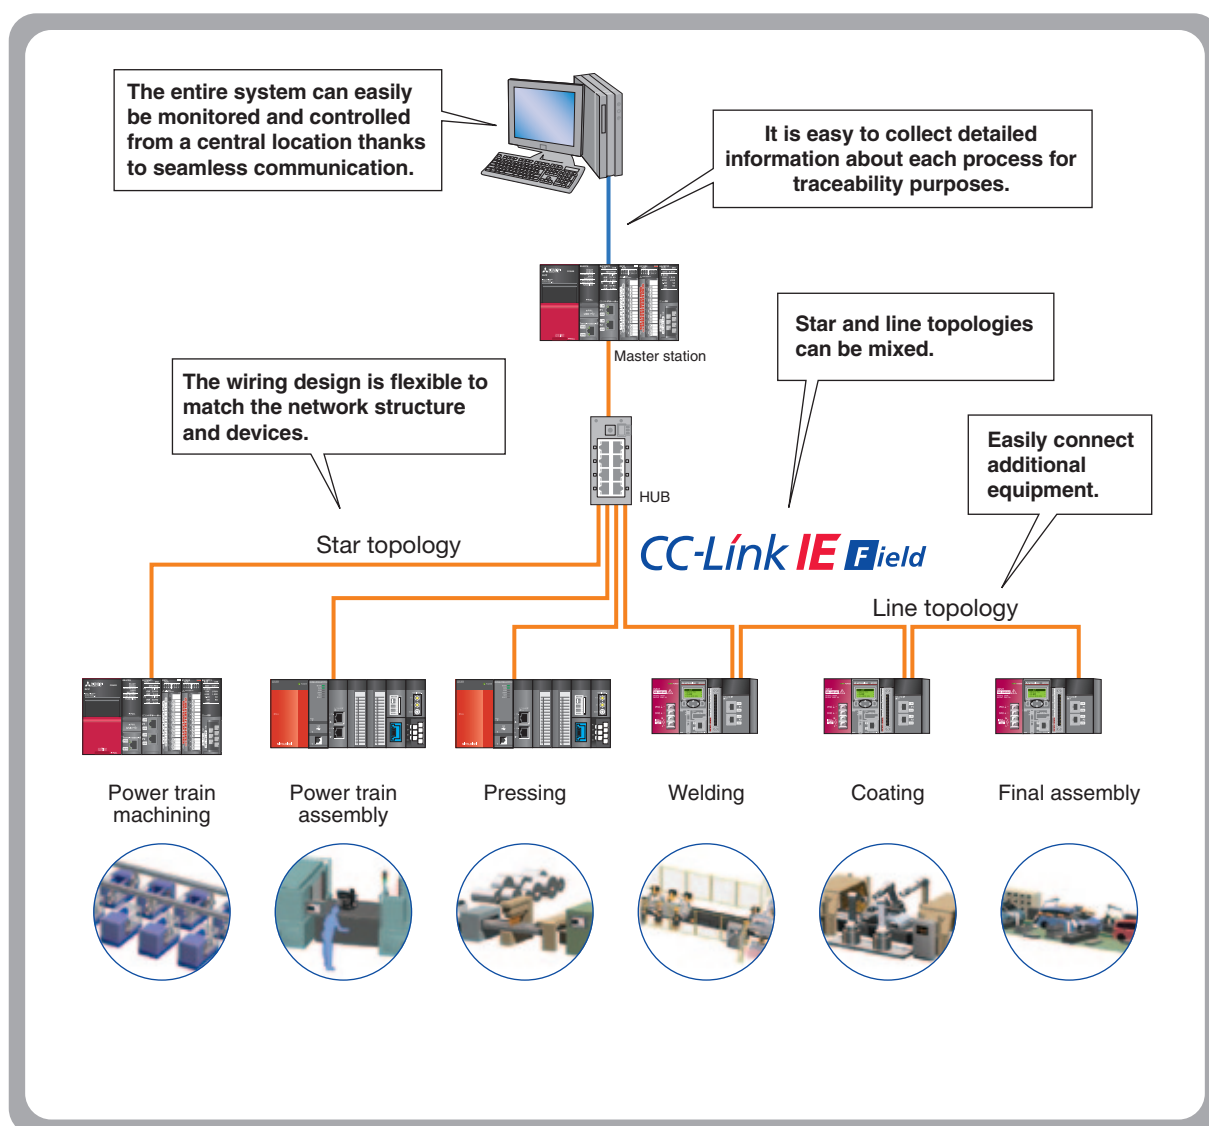 The entire system can easily
be monitored and controlled
from a central location thanks
to seamless communication.
It is easy to collect detailed
information about each process for
traceability purposes.
Master station
Star and line topologies
can be mixed.
The wiring design is flexible to
match the network structure
and devices.
Easily connect
additional
equipment.
HUB
Star topology
CC-Link IE Field
Line topology
Power train
machining
Power train
assembly
Pressing
Welding
Coating
Final assembly